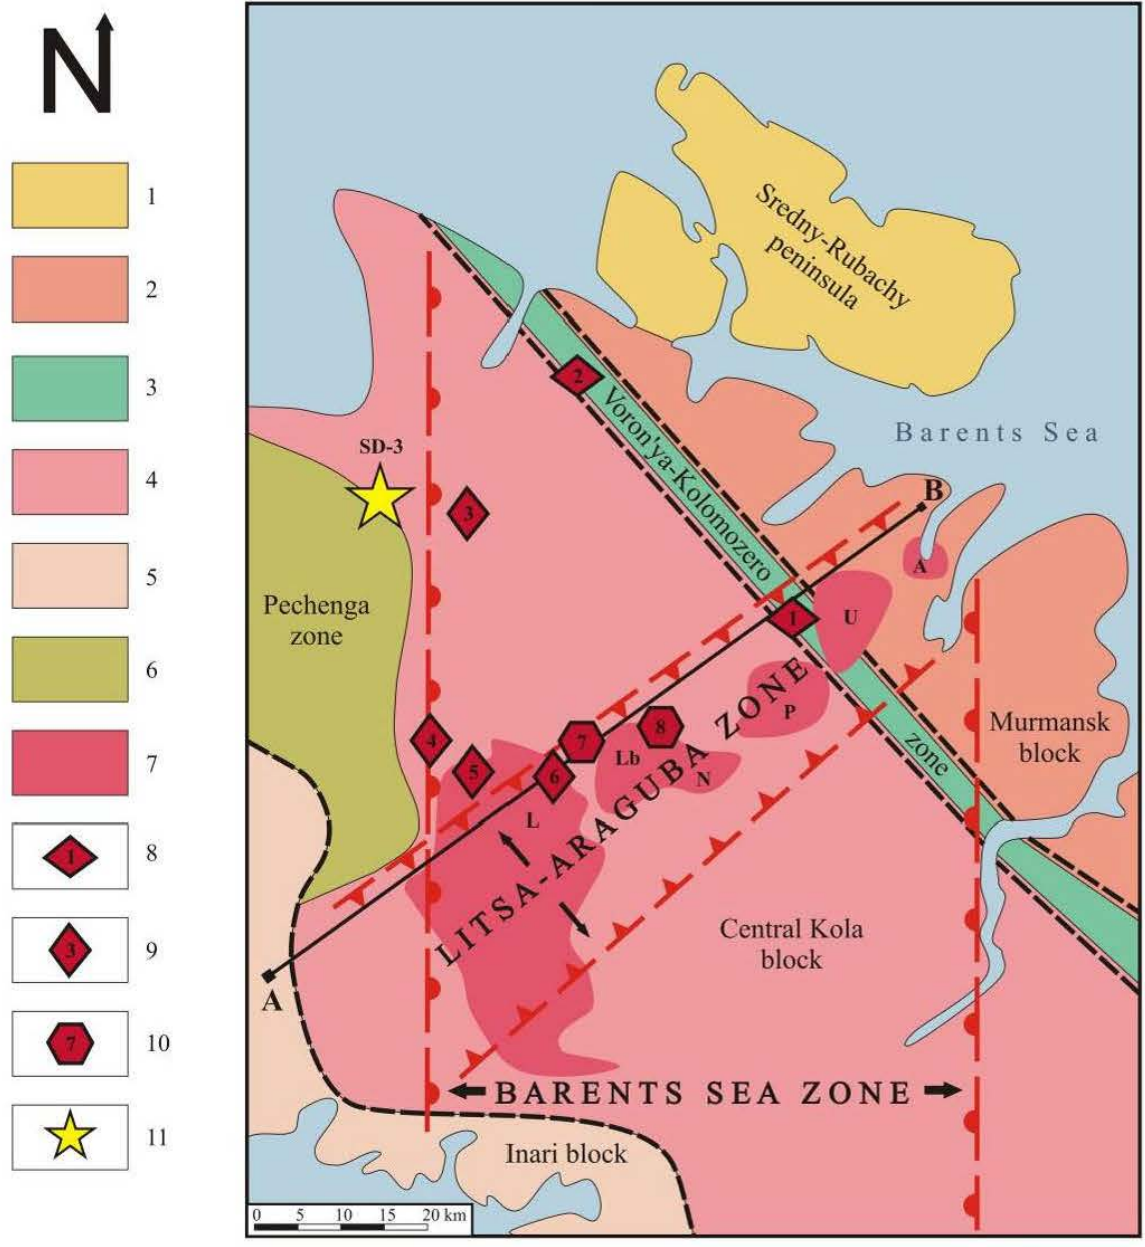 N
1
2
3
4
5
6
7
1
8
3
9
7
10
11
Sredny-Rubachy
peninsula
Barents Sea
SD-3
2
Voron'ya-Kolomozero
zone
3
B
A
Pechenga
zone
1
U
P
Murmansk
block
4
5
6
7
8
Lb
N
L
LITSA-ARAGUBA ZONE
Central Kola
block
A
BARENTS SEA ZONE
Inari block
0 5 10 15 20 km